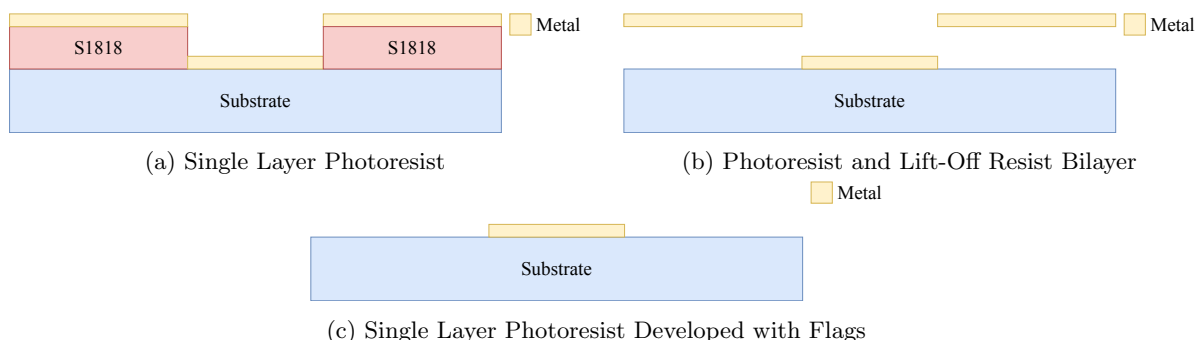 Metal
S1818
S1818
Substrate
(a) Single Layer Photoresist
Metal
Substrate
(b) Photoresist and Lift-Off Resist Bilayer
Metal
Substrate
(c) Single Layer Photoresist Developed with Flags